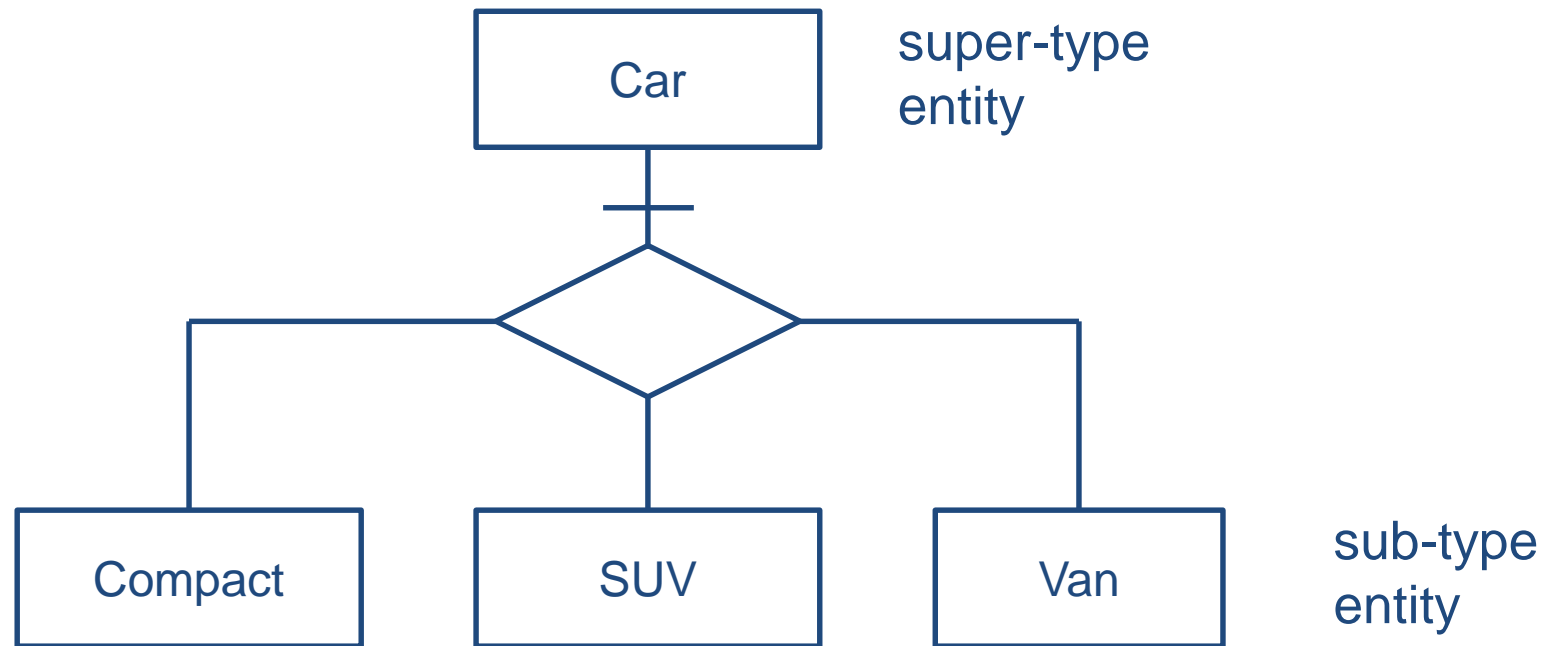 Car
super-type
entity
Compact
SUV
Van
sub-type
entity